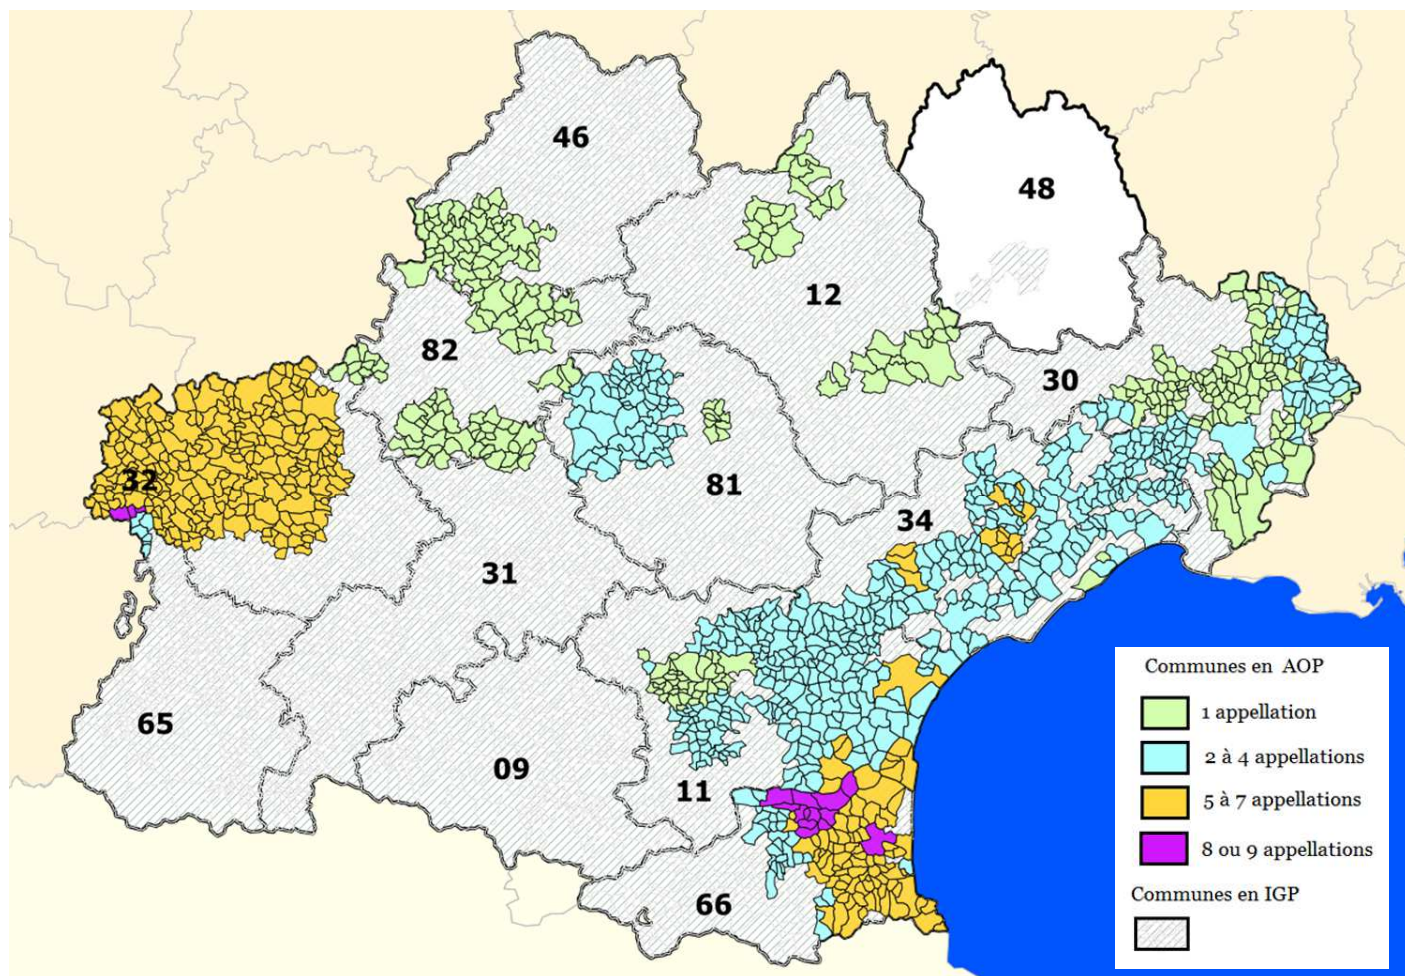 46
48
12
82
30
32
81
34
31
65
09
11
66
Communes en AOP
1 appellation
2 à 4 appellations
5 à 7 appellations
8 ou 9 appellations
Communes en IGP